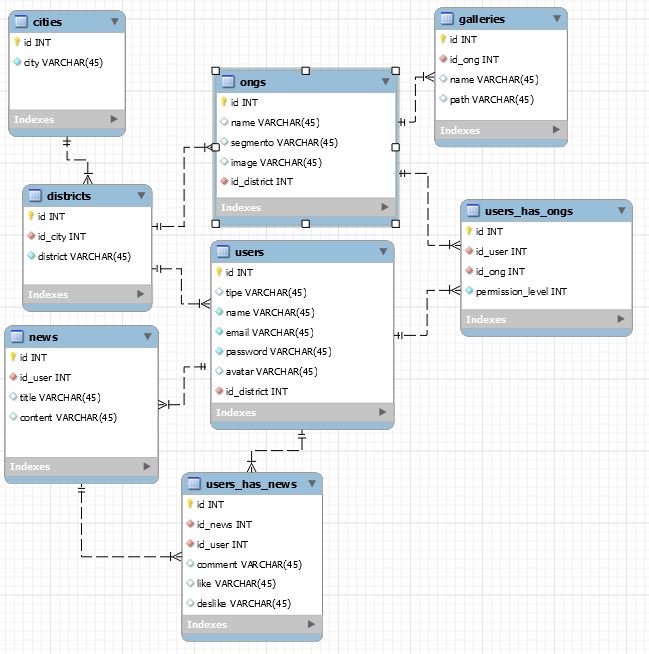 cities
id INT
city VARCHAR(45)
Indexes
galleries
id INT
id_ong INT
name VARCHAR(45)
path VARCHAR(45)
Indexes
ongs
id INT
name VARCHAR(45)
segmento VARCHAR(45)
image VARCHAR(45)
id_district INT
Indexes
districts
id INT
id_city INT
district VARCHAR(45)
Indexes
users_has_ongs
id INT
id_user INT
id_ong INT
permission_level INT
Indexes
users
id INT
tipe VARCHAR(45)
name VARCHAR(45)
email VARCHAR(45)
password VARCHAR(45)
avatar VARCHAR(45)
id_district INT
Indexes
news
id INT
id_user INT
title VARCHAR(45)
content VARCHAR(45)
Indexes
users_has_news
id INT
id_news INT
id_user INT
comment VARCHAR(45)
like VARCHAR(45)
deslike VARCHAR(45)
Indexes